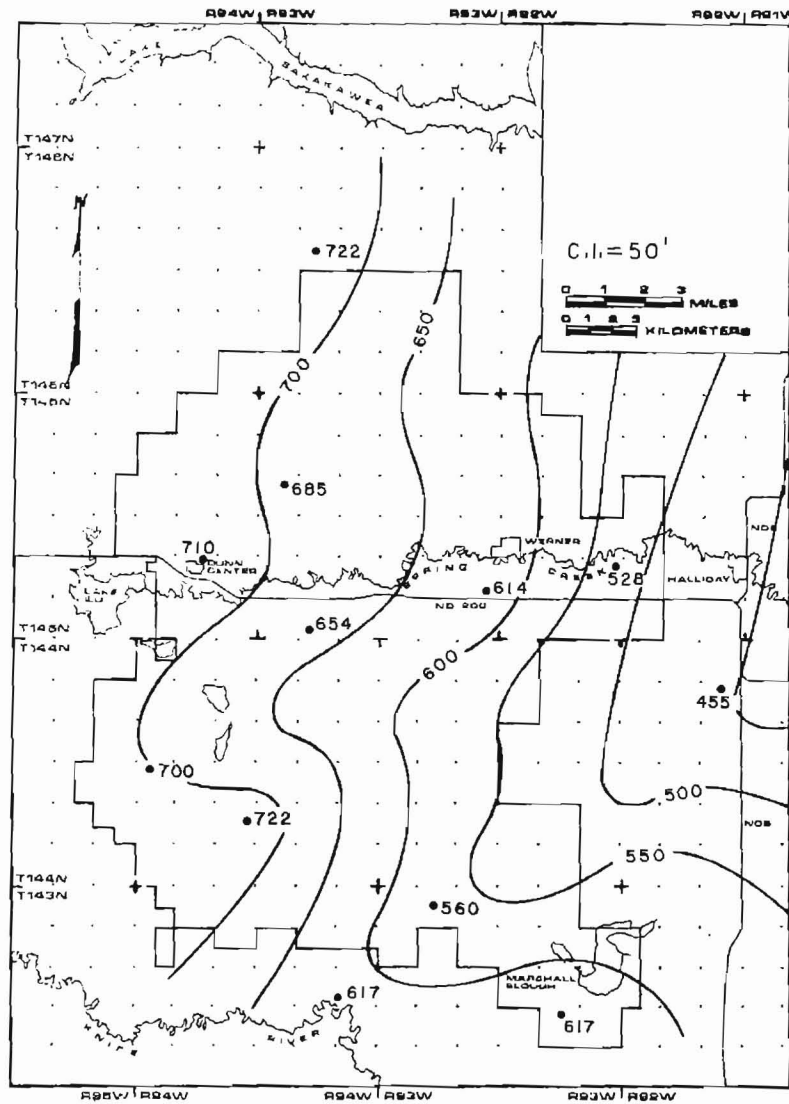 R94W R93W
R93W R92W
R92W R91W
LAKE
SAKAKAWEA
T147N
T146N
N
722
C.I.=50'
0 1 2 3
MILES
0 1 2 3
KILOMETERS
650
700
T146N
T145N
685
710
DUNN
CENTER
WERNER
SPRING
CREEK
528
HALLIDAY
LAKE
ILO
614
ND 200
654
T145N
T144N
600
455
700
500
722
ND8
550
T144N
T143N
560
MARSHALL
SLOUGH
617
617
KNIFE
RIVER
R95W R94W
R94W R93W
R93W R92W